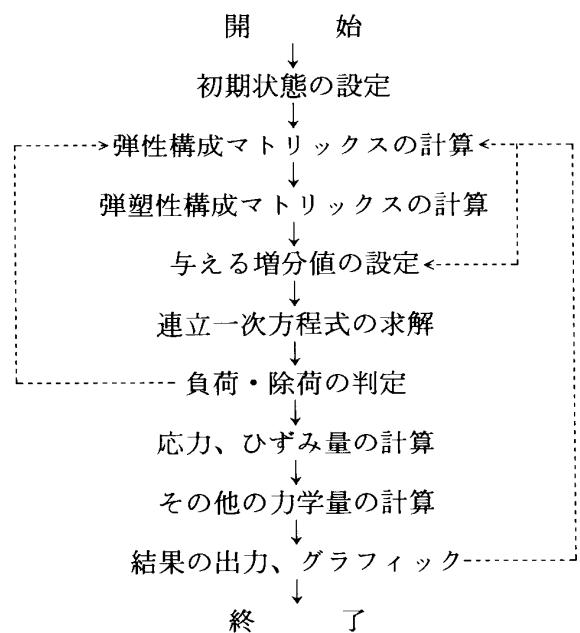 開 始
初期状態の設定
弾性構成マトリックスの計算
弾塑性構成マトリックスの計算
与える増分値の設定
連立一次方程式の求解
負荷・除荷の判定
応力、ひずみ量の計算
その他の力学量の計算
結果の出力、グラフィック
終 了